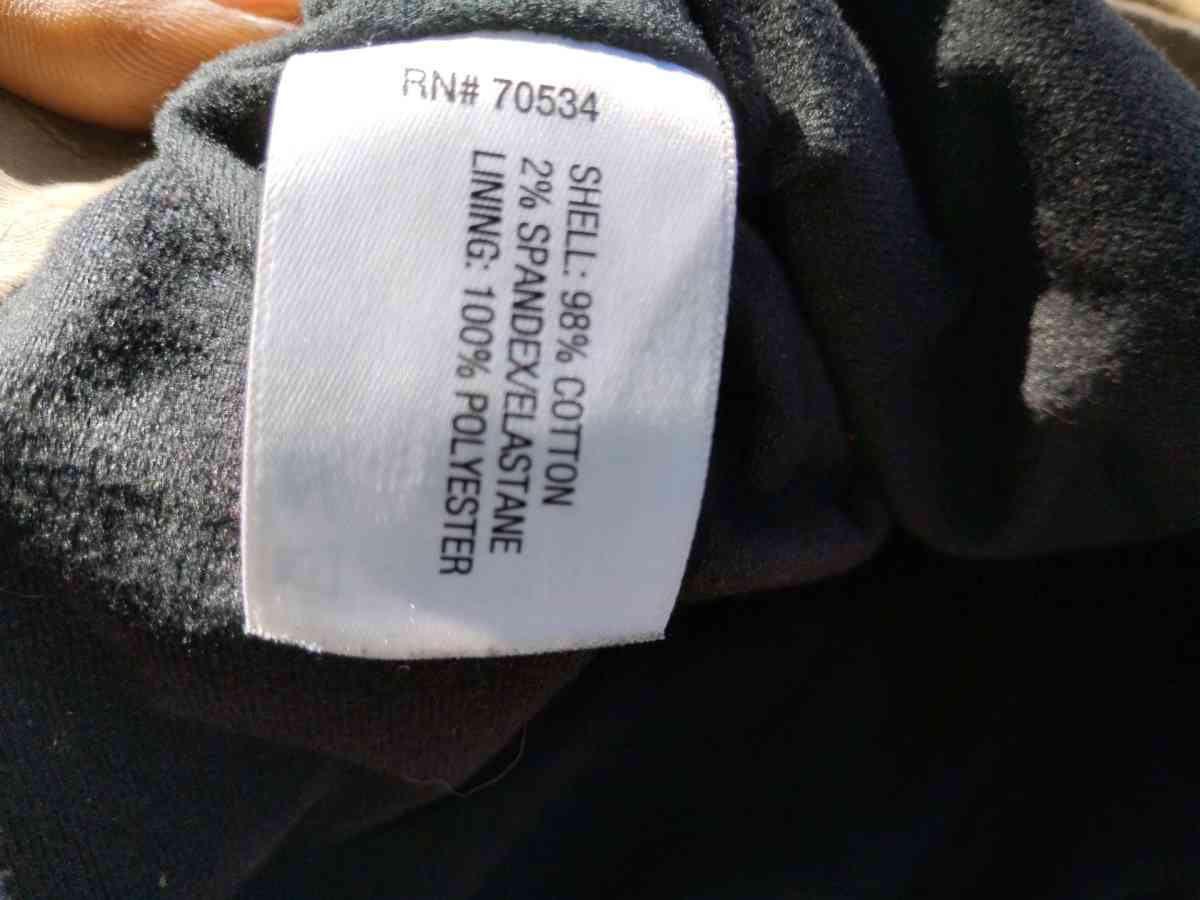 RN# 70534
SHELL: 98% COTTON
2% SPANDEX/ELASTANE
LINING: 100% POLYESTER